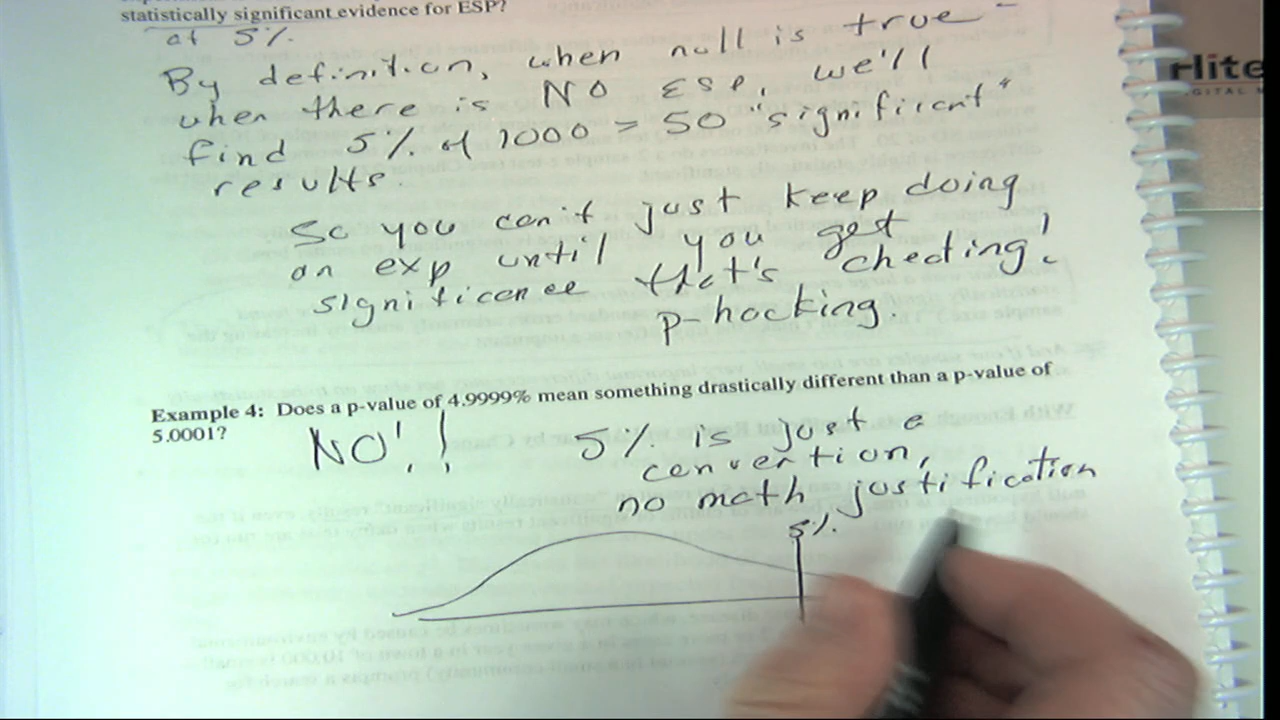 statistically significant evidence for ESP?
at 5%.
By definition, when null is true -
when there is NO ESP, we'll
find 5% of 1000 = 50 "significant"
results.
So you can't just keep doing
an exp until you get
significance that's cheating!
p-hacking.
Example 4: Does a p-value of 4.9999% mean something drastically different than a p-value of
5.0001?
NO!! 5% is just a
convention,
no math justification
5%